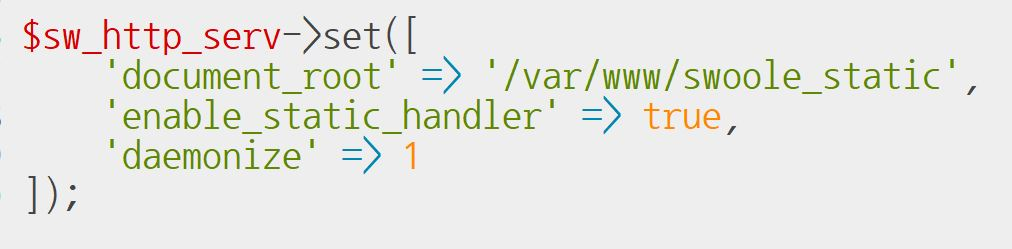 $sw_http_serv->set([
    'document_root' => '/var/www/swoole_static',
    'enable_static_handler' => true,
    'daemonize' => 1
]);